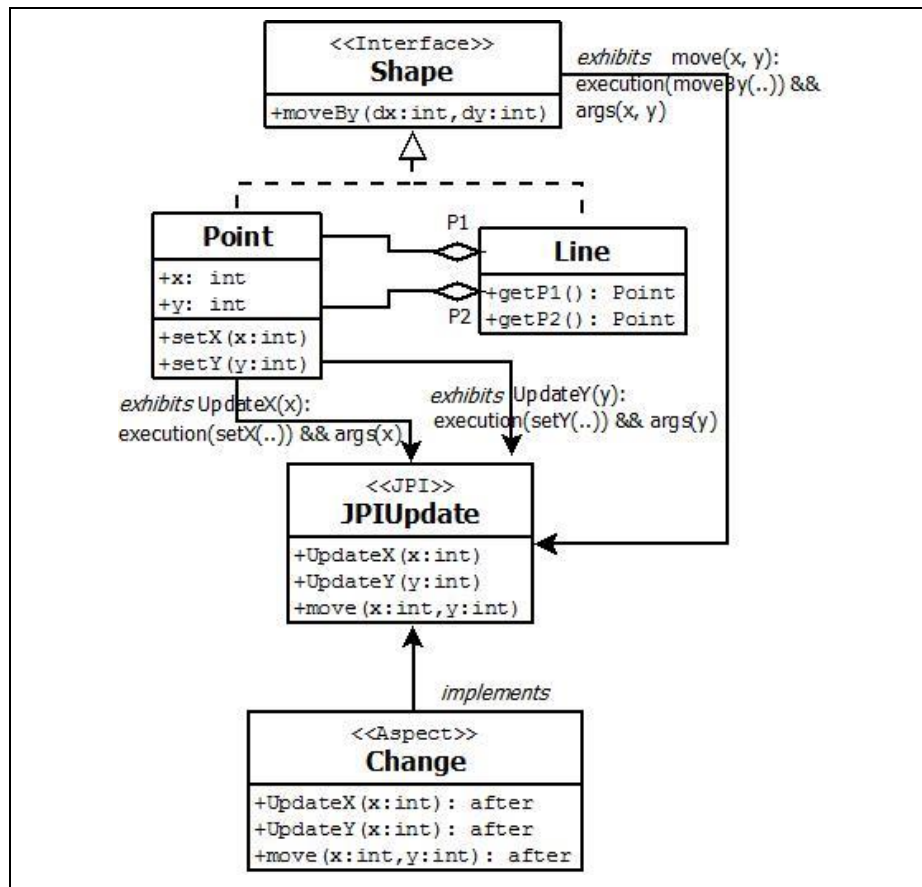 <<Interface>>
Shape
+moveBy(dx:int,dy:int)
exhibits move(x, y):
execution(moveBy(..)) &&
args(x, y)
Point
+x: int
+y: int
+setX(x:int)
+setY(y:int)
P1
P2
Line
+getP1(): Point
+getP2(): Point
exhibits UpdateX(x):
execution(setX(..)) && args(x)
exhibits UpdateY(y):
execution(setY(..)) && args(y)
<<JPI>>
JPIUpdate
+UpdateX(x:int)
+UpdateY(y:int)
+move(x:int,y:int)
implements
<<Aspect>>
Change
+UpdateX(x:int): after
+UpdateY(x:int): after
+move(x:int,y:int): after